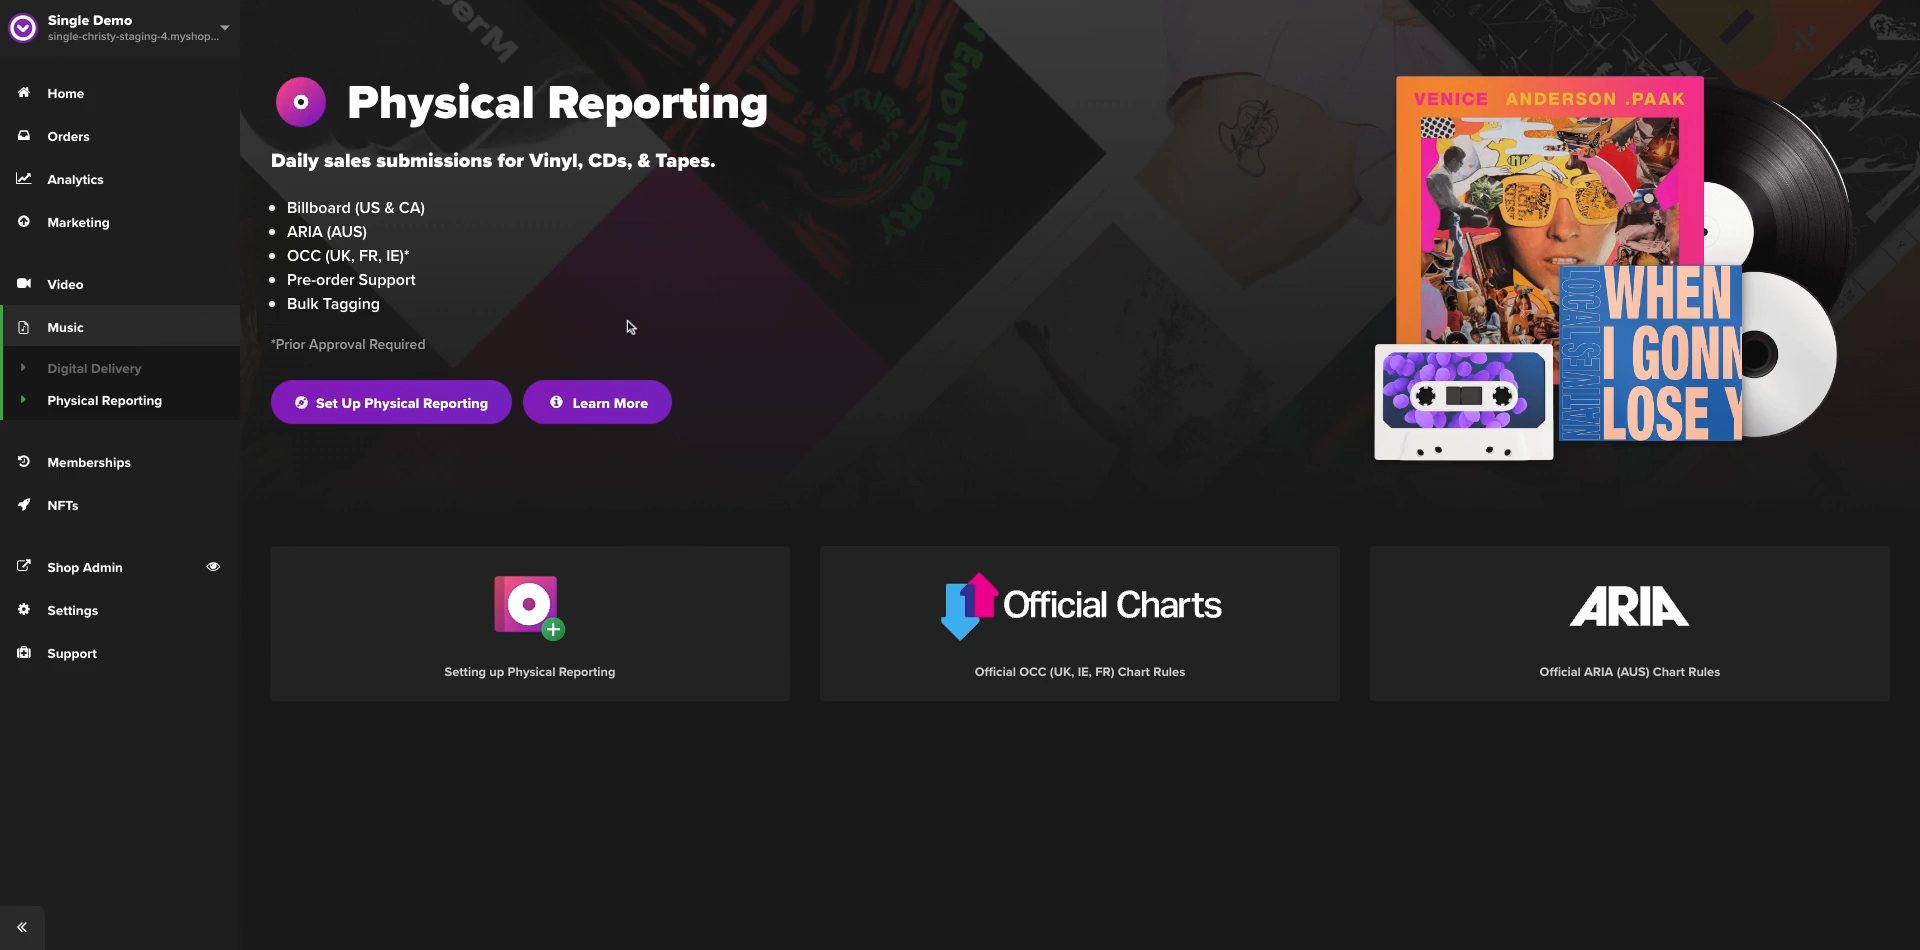 Single Demo
single-christy-staging-4.myshop...
Home
Orders
Analytics
Marketing
Video
Music
Digital Delivery
Physical Reporting
Memberships
NFTs
Shop Admin
Settings
Support
Physical Reporting
Daily sales submissions for Vinyl, CDs, & Tapes.
Billboard (US & CA)
ARIA (AUS)
OCC (UK, FR, IE)*
Pre-order Support
Bulk Tagging
*Prior Approval Required
Set Up Physical Reporting
Learn More
VENICE ANDERSON .PAAK
LOCAL NATIVES
WHEN
I GONN
LOSE Y
Setting up Physical Reporting
Official Charts
Official OCC (UK, IE, FR) Chart Rules
ARIA
Official ARIA (AUS) Chart Rules